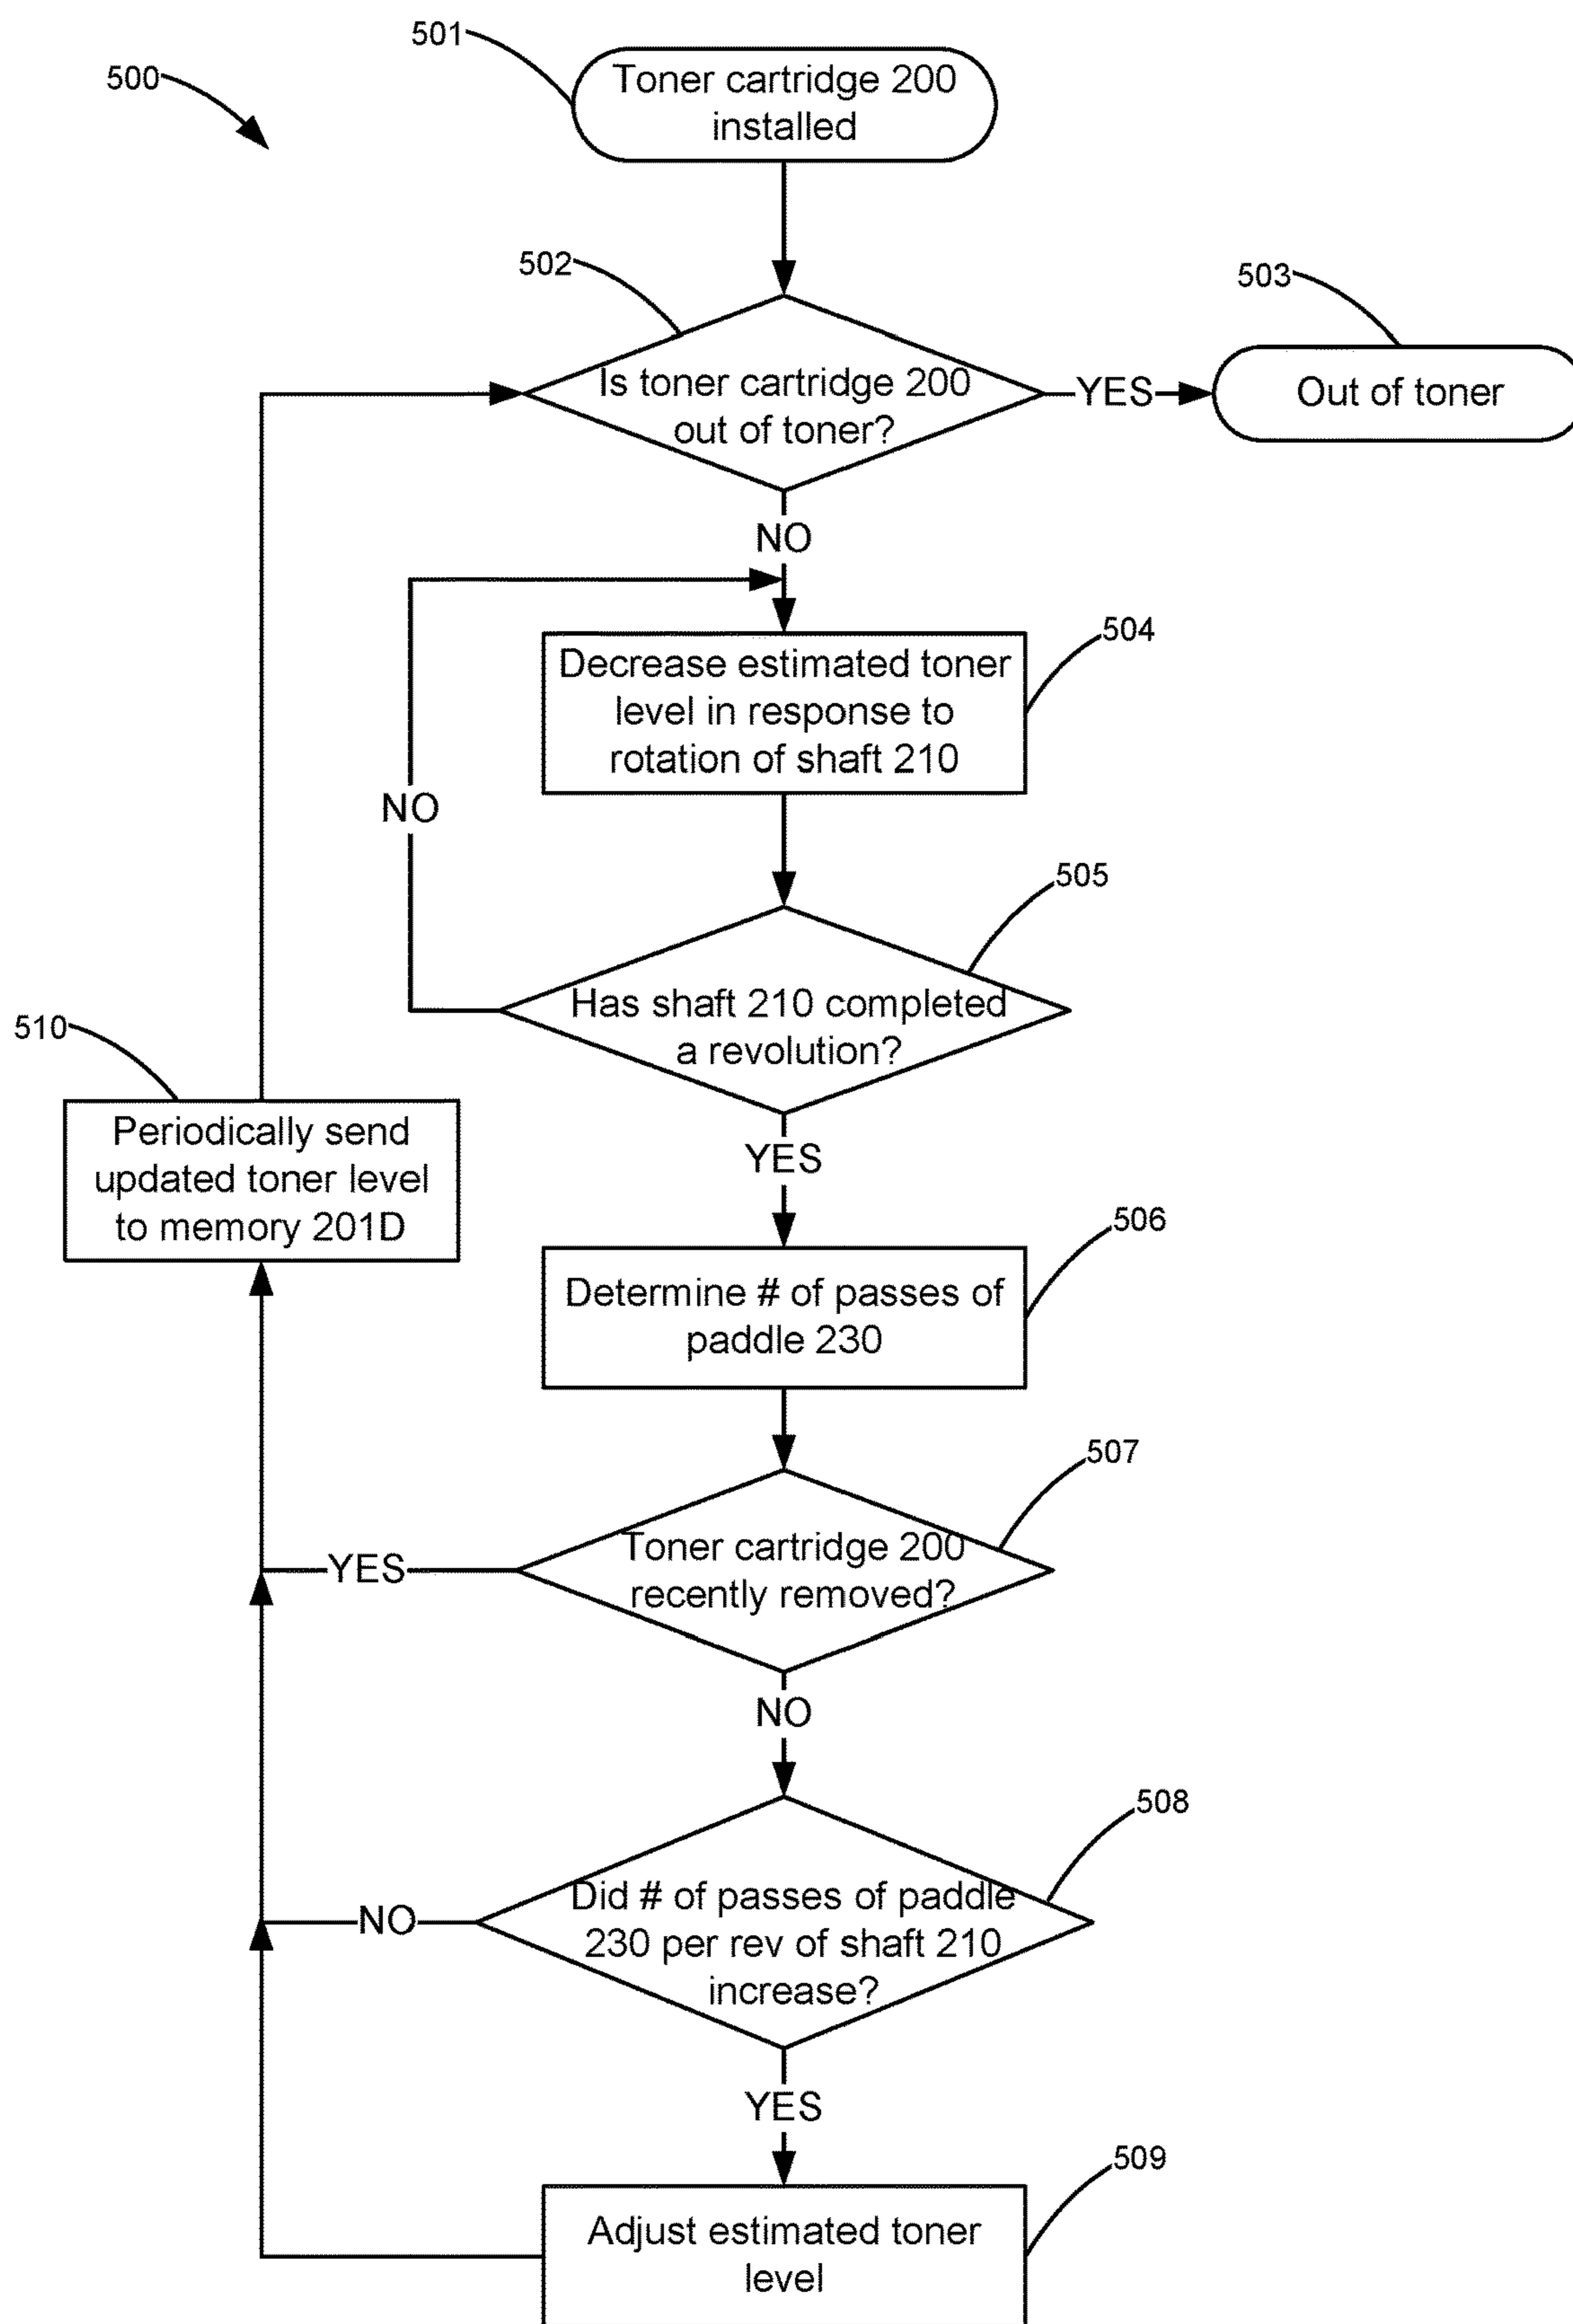 501
500
Toner cartridge 200
installed
502
503
Is toner cartridge 200
out of toner?
YES
Out of toner
NO
504
Decrease estimated toner
level in response to
rotation of shaft 210
NO
505
Has shaft 210 completed
a revolution?
510
Periodically send
updated toner level
to memory 201D
YES
506
Determine # of passes of
paddle 230
507
Toner cartridge 200
recently removed?
YES
NO
508
Did # of passes of paddle
230 per rev of shaft 210
increase?
NO
YES
509
Adjust estimated toner
level